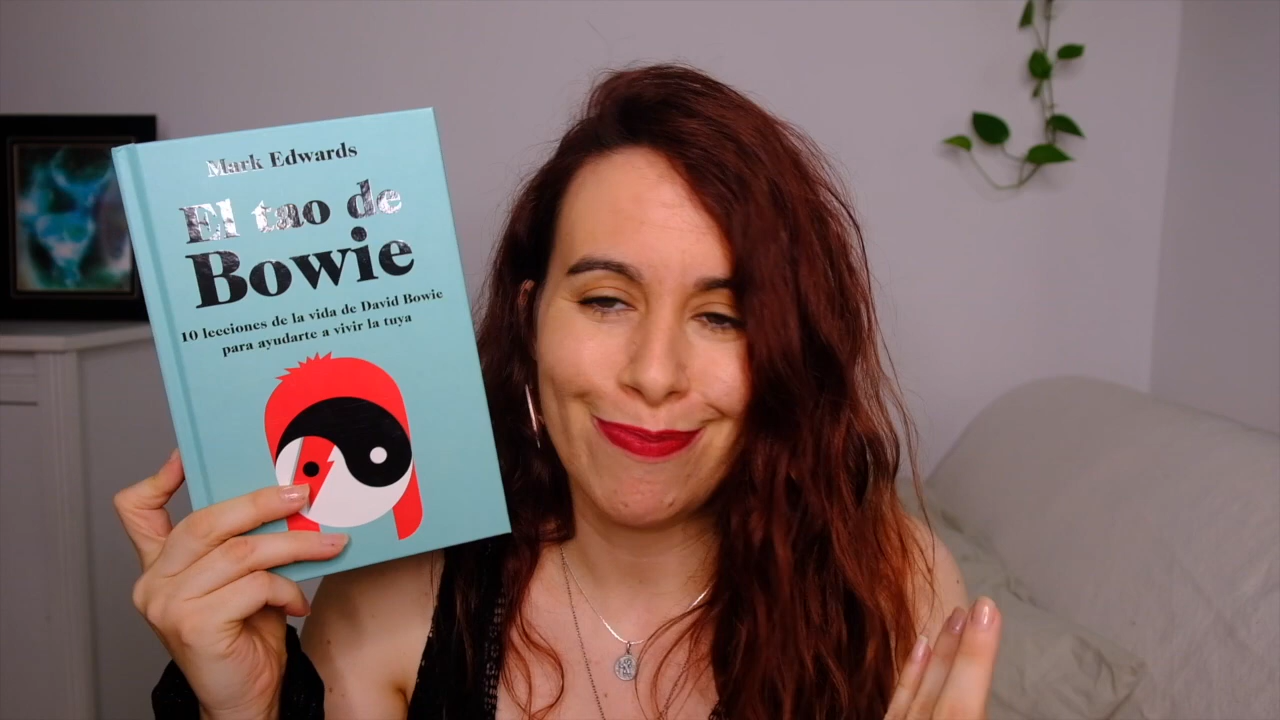 Mark Edwards
El tao de
Bowie
10 lecciones de la vida de David Bowie
para ayudarte a vivir la tuya